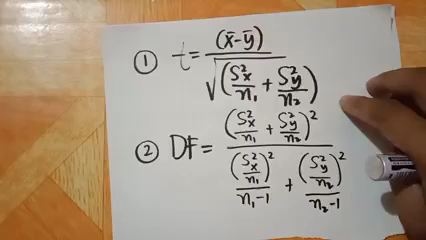 ① t = (x̄-ȳ) / √(S²x/n₁ + S²y/n₂)
② DF = (S²x/n₁ + S²y/n₂)² / ((S²x/n₁)²/(n₁-1) + (S²y/n₂)²/(n₂-1))